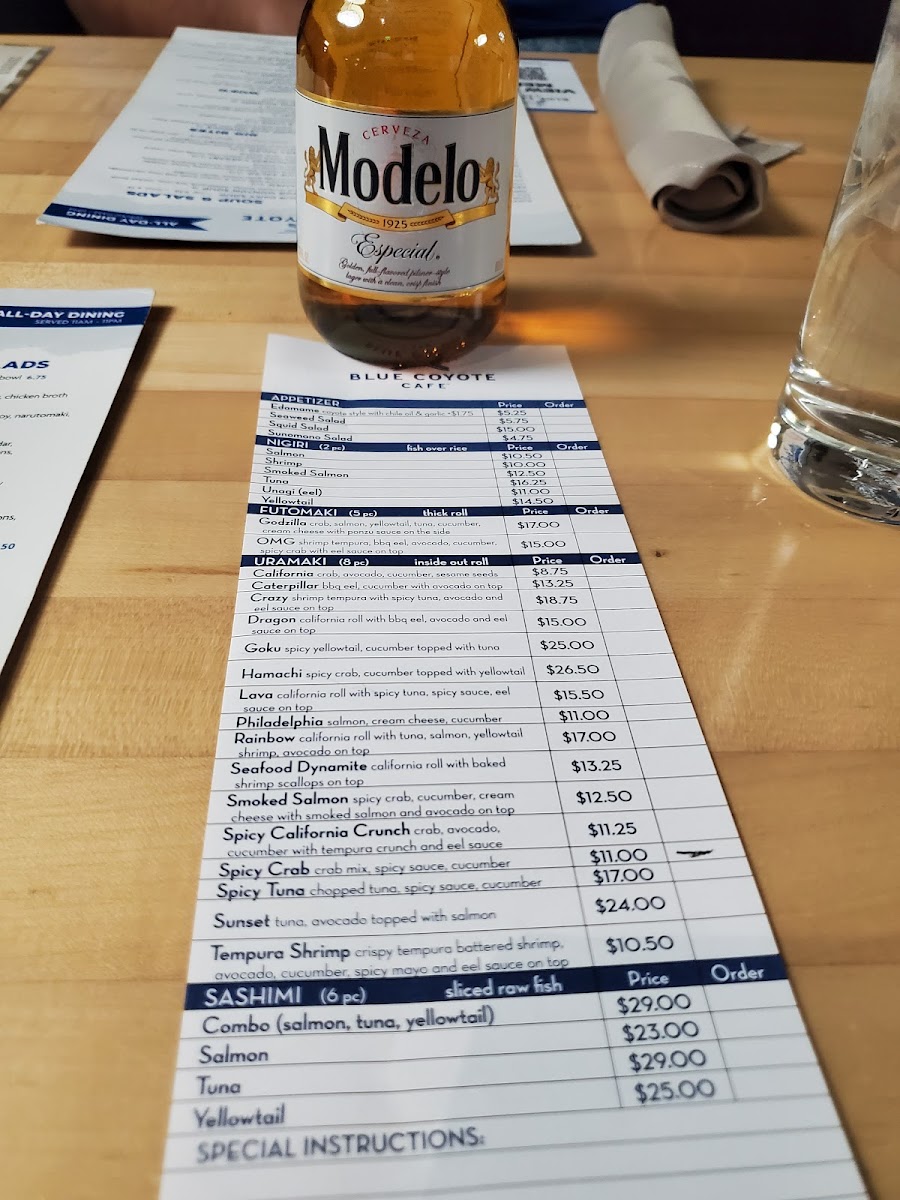 VIEW
SOUP & SALADS
ALL-DAY DINING
COYOTE
CERVEZA
Modelo
1925
Especial
Golden, full-flavored pilsner-style
lager with a clean, crisp finish
ALL-DAY DINING
SERVED 11AM - 11PM
ADS
bowl 6.75
, chicken broth
oy, narutomaki,
BLUE COYOTE
CAFE
APPETIZER Price Order
Edamame coyote style with chile oil & garlic +$1.75 $5.25
Seaweed Salad $5.75
Squid Salad $15.00
Sunomono Salad $4.75
NIGIRI (2 pc) fish over rice Price Order
Salmon $10.50
Shrimp $10.00
Smoked Salmon $12.50
Tuna $16.25
Unagi (eel) $11.00
Yellowtail $14.50
FUTOMAKI (5 pc) thick roll Price Order
Godzilla crab, salmon, yellowtail, tuna, cucumber,
cream cheese with ponzu sauce on the side $17.00
OMG shrimp tempura, bbq eel, avocado, cucumber,
spicy crab with eel sauce on top $15.00
URAMAKI (8 pc) inside out roll Price Order
California crab, avocado, cucumber, sesame seeds $8.75
Caterpillar bbq eel, cucumber with avocado on top $13.25
Crazy shrimp tempura with spicy tuna, avocado and
eel sauce on top $18.75
Dragon california roll with bbq eel, avocado and eel
sauce on top $15.00
Goku spicy yellowtail, cucumber topped with tuna $25.00
Hamachi spicy crab, cucumber topped with yellowtail $26.50
Lava california roll with spicy tuna, spicy sauce, eel
sauce on top $15.50
Philadelphia salmon, cream cheese, cucumber $11.00
Rainbow california roll with tuna, salmon, yellowtail
shrimp, avocado on top $17.00
Seafood Dynamite california roll with baked
shrimp scallops on top $13.25
Smoked Salmon spicy crab, cucumber, cream
cheese with smoked salmon and avocado on top $12.50
Spicy California Crunch crab, avocado,
cucumber with tempura crunch and eel sauce $11.25
Spicy Crab crab mix, spicy sauce, cucumber $11.00
Spicy Tuna chopped tuna, spicy sauce, cucumber $17.00
Sunset tuna, avocado topped with salmon $24.00
Tempura Shrimp crispy tempura battered shrimp,
avocado, cucumber, spicy mayo and eel sauce on top $10.50
SASHIMI (6 pc) sliced raw fish Price Order
Combo (salmon, tuna, yellowtail) $29.00
Salmon $23.00
Tuna $29.00
Yellowtail $25.00
SPECIAL INSTRUCTIONS: